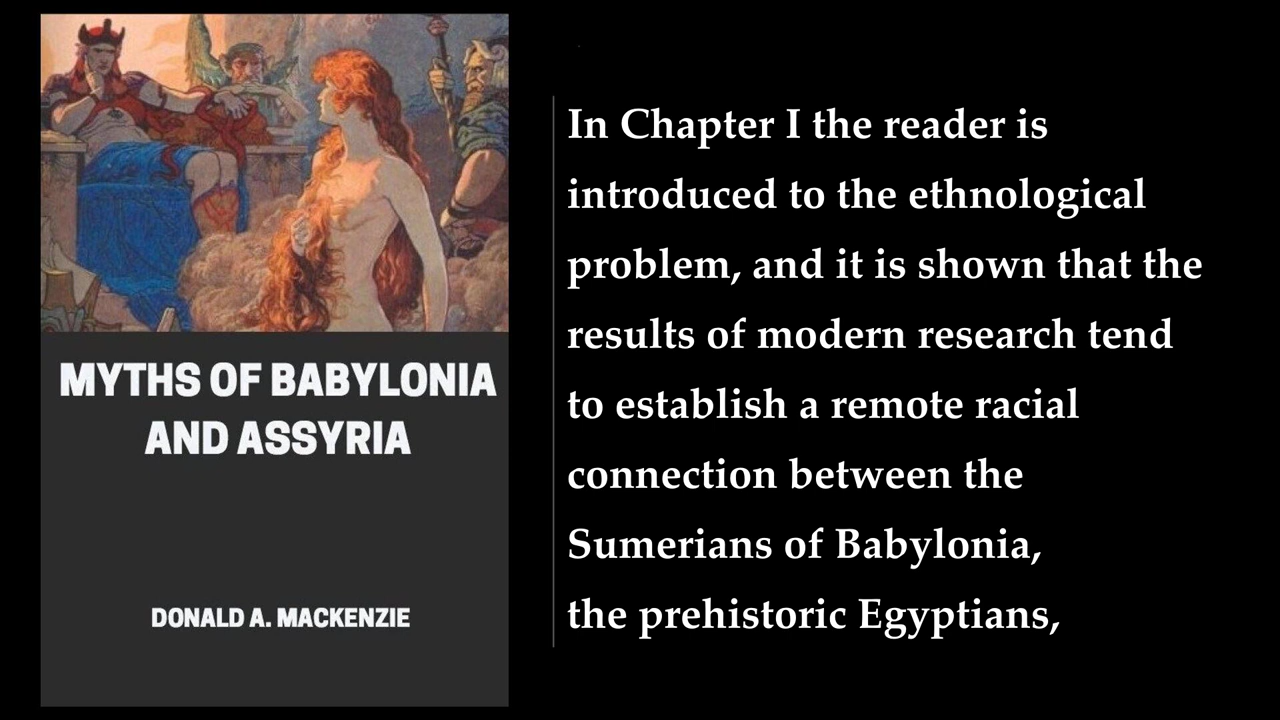 MYTHS OF BABYLONIA
AND ASSYRIA
DONALD A. MACKENZIE
In Chapter I the reader is
introduced to the ethnological
problem, and it is shown that the
results of modern research tend
to establish a remote racial
connection between the
Sumerians of Babylonia,
the prehistoric Egyptians,